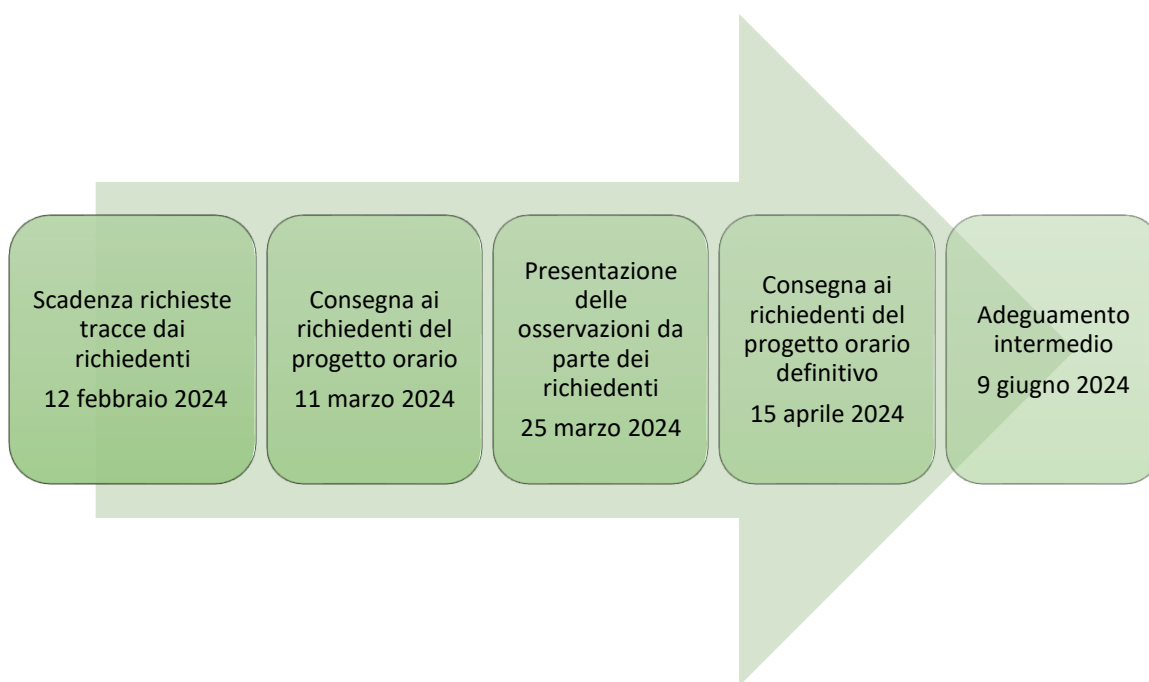 Scadenza richieste
tracce dai
richiedenti
12 febbraio 2024
Consegna ai
richiedenti del
progetto orario
11 marzo 2024
Presentazione
delle
osservazioni da
parte dei
richiedenti
25 marzo 2024
Consegna ai
richiedenti del
progetto orario
definitivo
15 aprile 2024
Adeguamento
intermedio
9 giugno 2024